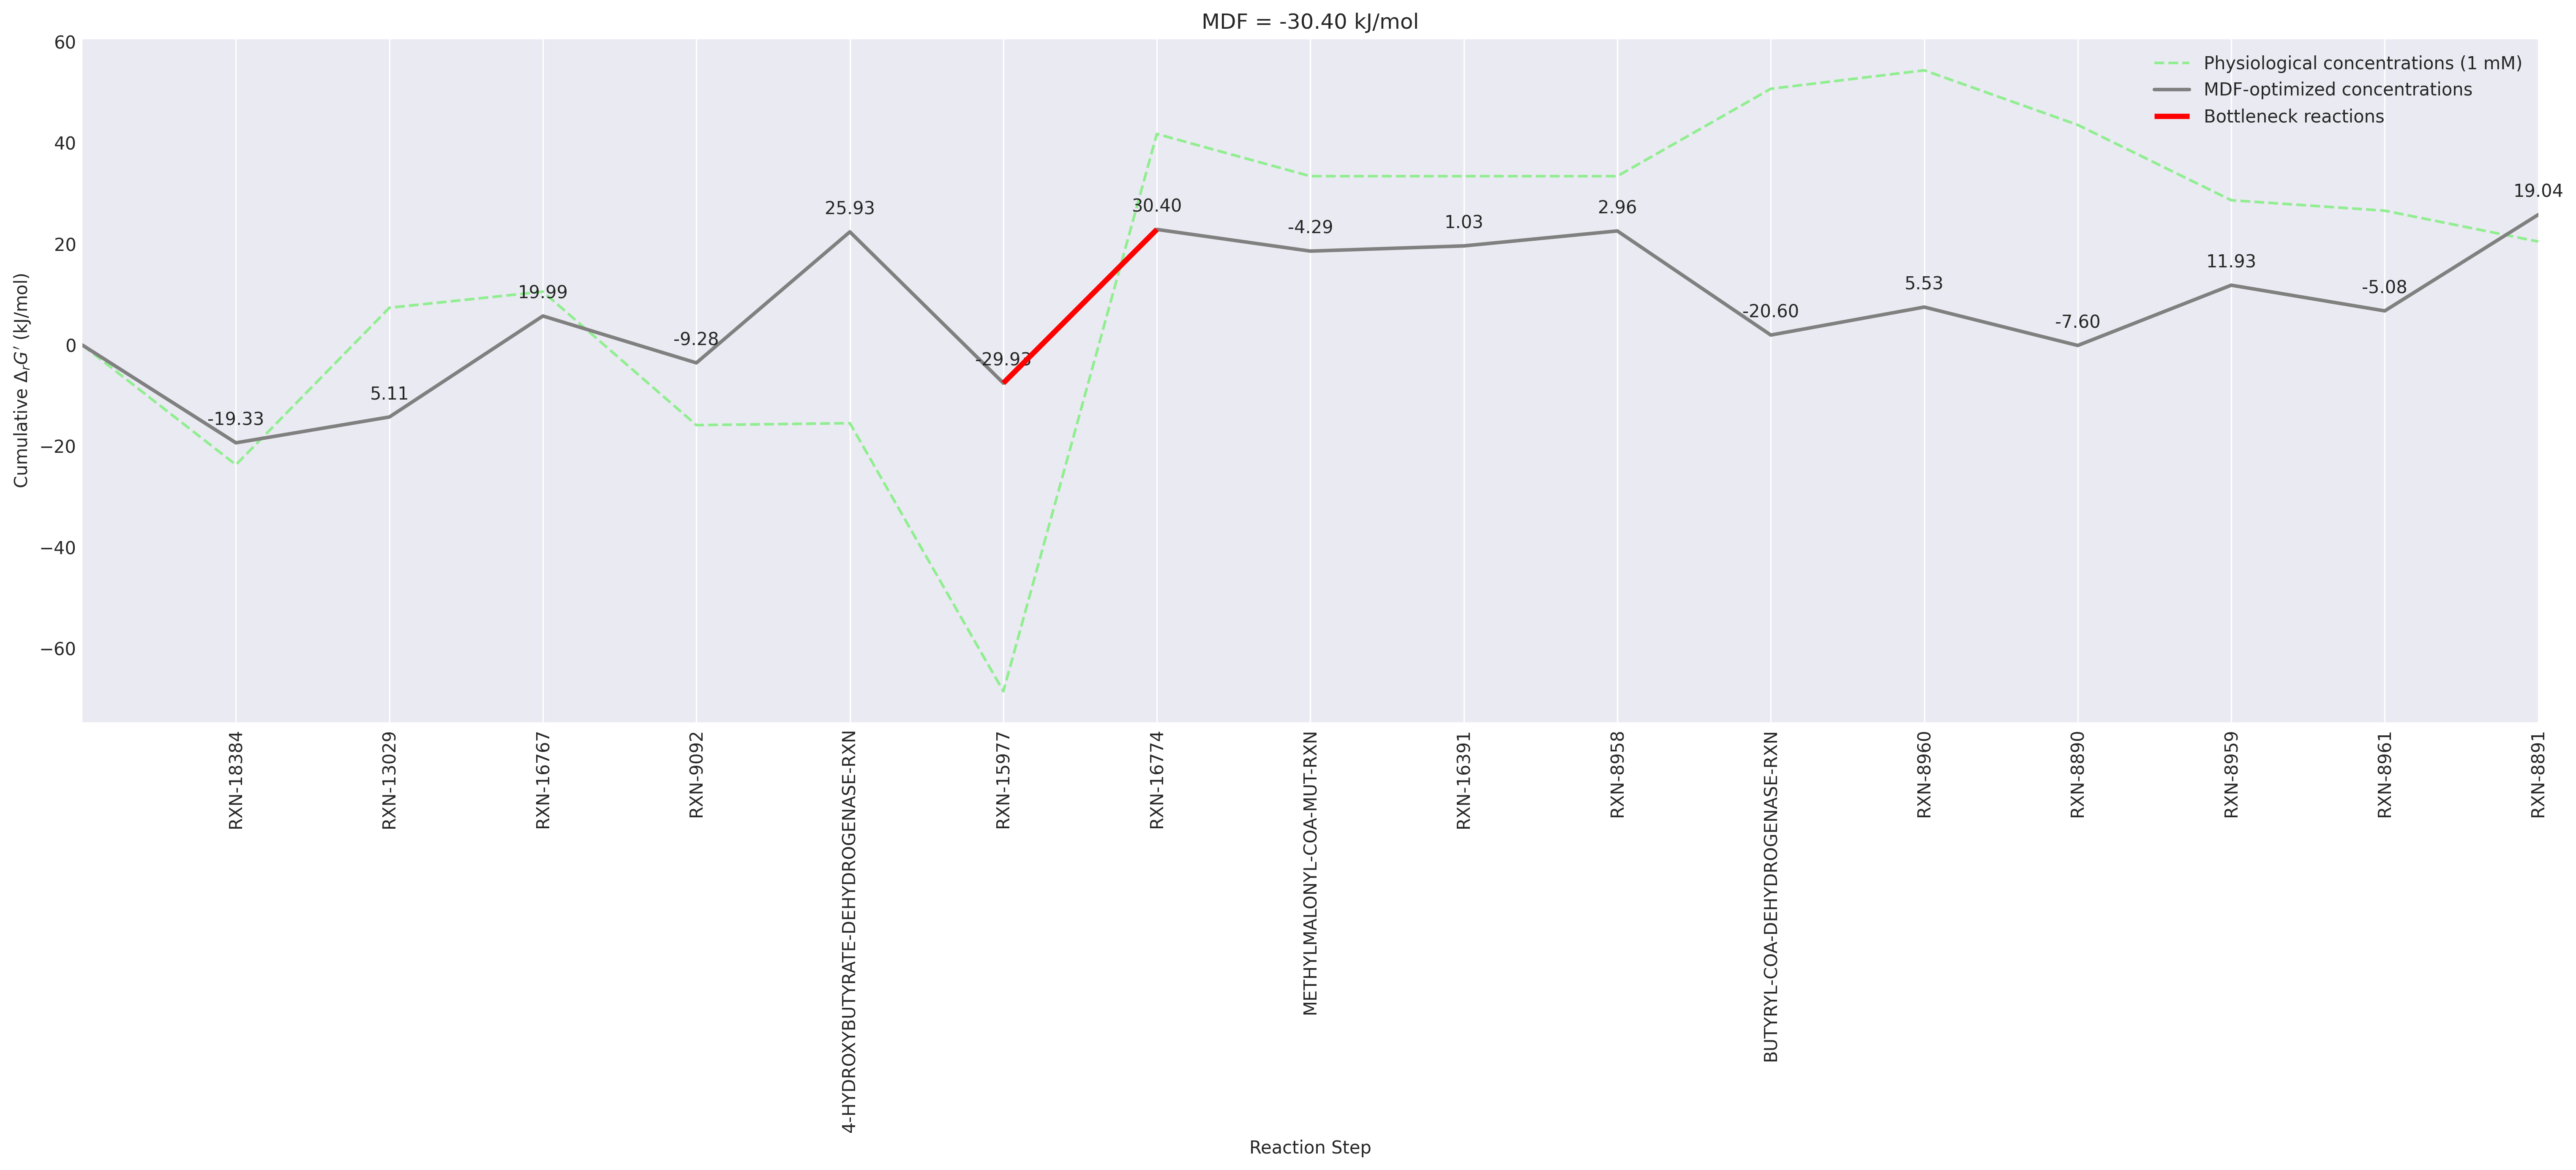 MDF = -30.40 kJ/mol
Physiological concentrations (1 mM)
MDF-optimized concentrations
Bottleneck reactions
Cumulative ΔrG′ (kJ/mol)
60
40
20
0
−20
−40
−60
-19.33
5.11
19.99
-9.28
25.93
-29.93
30.40
-4.29
1.03
2.96
-20.60
5.53
-7.60
11.93
-5.08
19.04
RXN-18384
RXN-13029
RXN-16767
RXN-9092
4-HYDROXYBUTYRATE-DEHYDROGENASE-RXN
RXN-15977
RXN-16774
METHYLMALONYL-COA-MUT-RXN
RXN-16391
RXN-8958
BUTYRYL-COA-DEHYDROGENASE-RXN
RXN-8960
RXN-8890
RXN-8959
RXN-8961
RXN-8891
Reaction Step